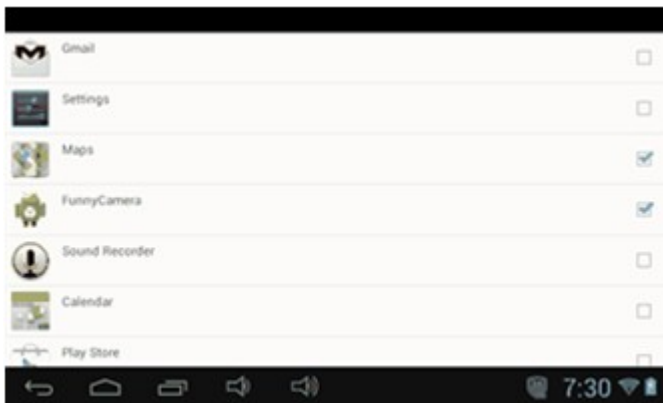 Gmail
Settings
Maps
FunnyCamera
Sound Recorder
Calendar
Play Store
7:30